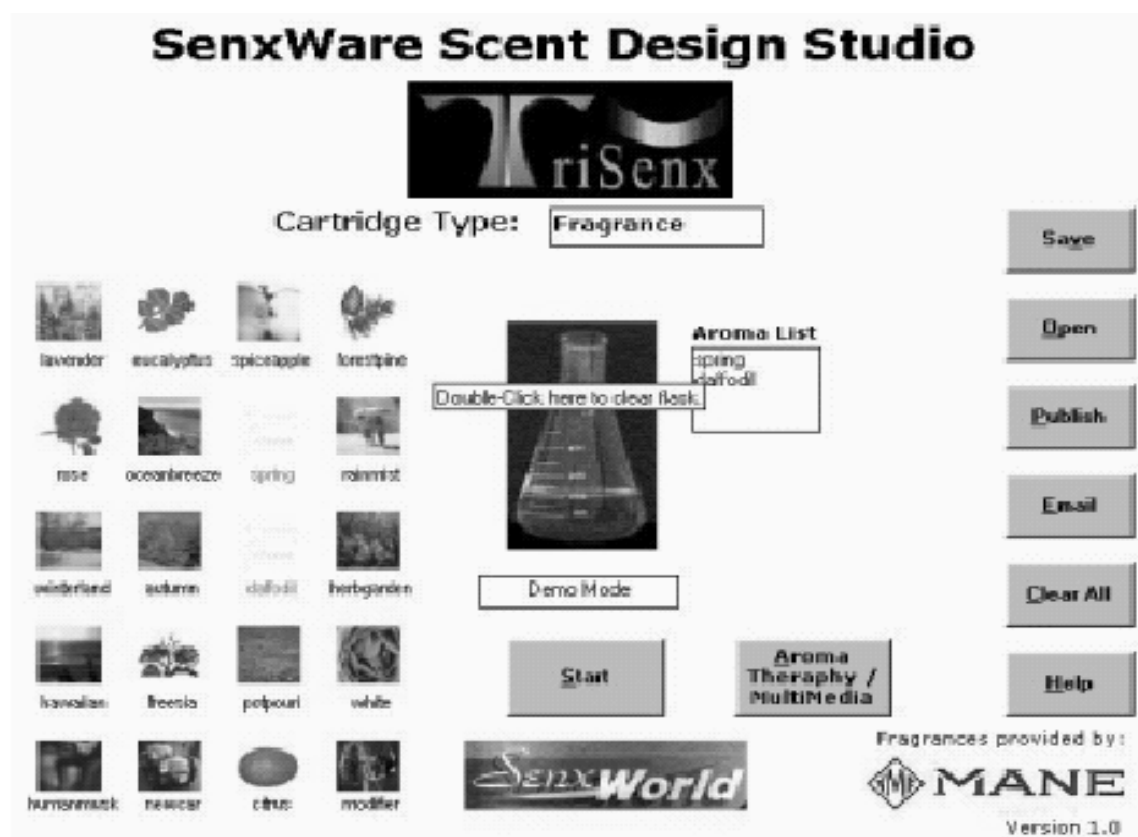 SenxWare Scent Design Studio
TriSenx
Cartridge Type: Fragrance
Save
lavender eucalyptus spiceapple forestpine
Aroma List
spring
daffodil
Open
Double-Click here to clear flask.
Publish
rose oceanbreeze spring rainmist
Email
winterland autumn daffodil herbgarden
Demo Mode
Clear All
hawaiian freesia potpouri white
Start
Aroma
Theraphy /
MultiMedia
Help
Fragrances provided by:
humanmusk newcar citrus modifier
SenxWorld
MANE
Version 1.0